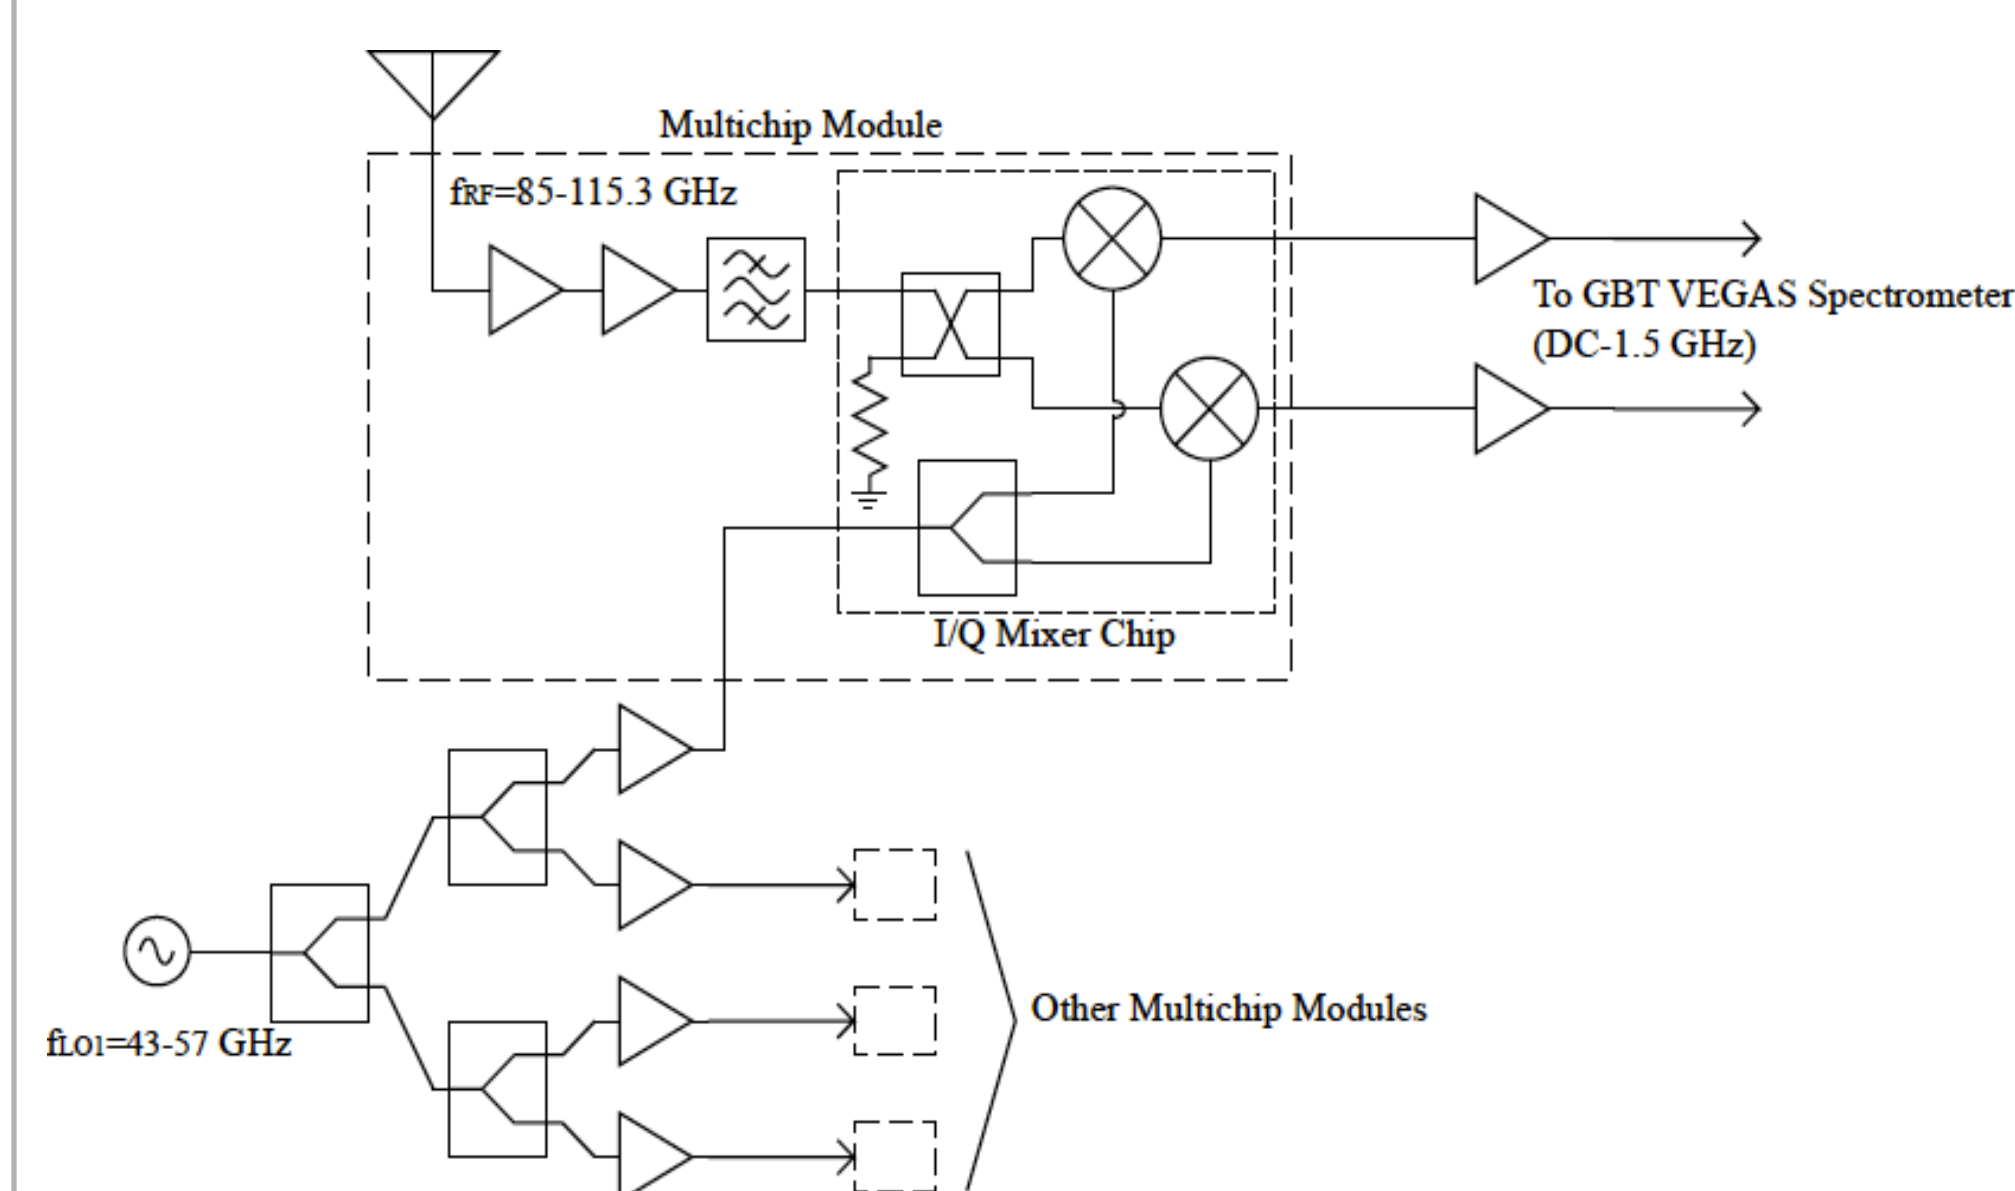 Multichip Module
fRF=85-115.3 GHz
To GBT VEGAS Spectrometer
(DC-1.5 GHz)
I/Q Mixer Chip
Other Multichip Modules
fLO1=43-57 GHz